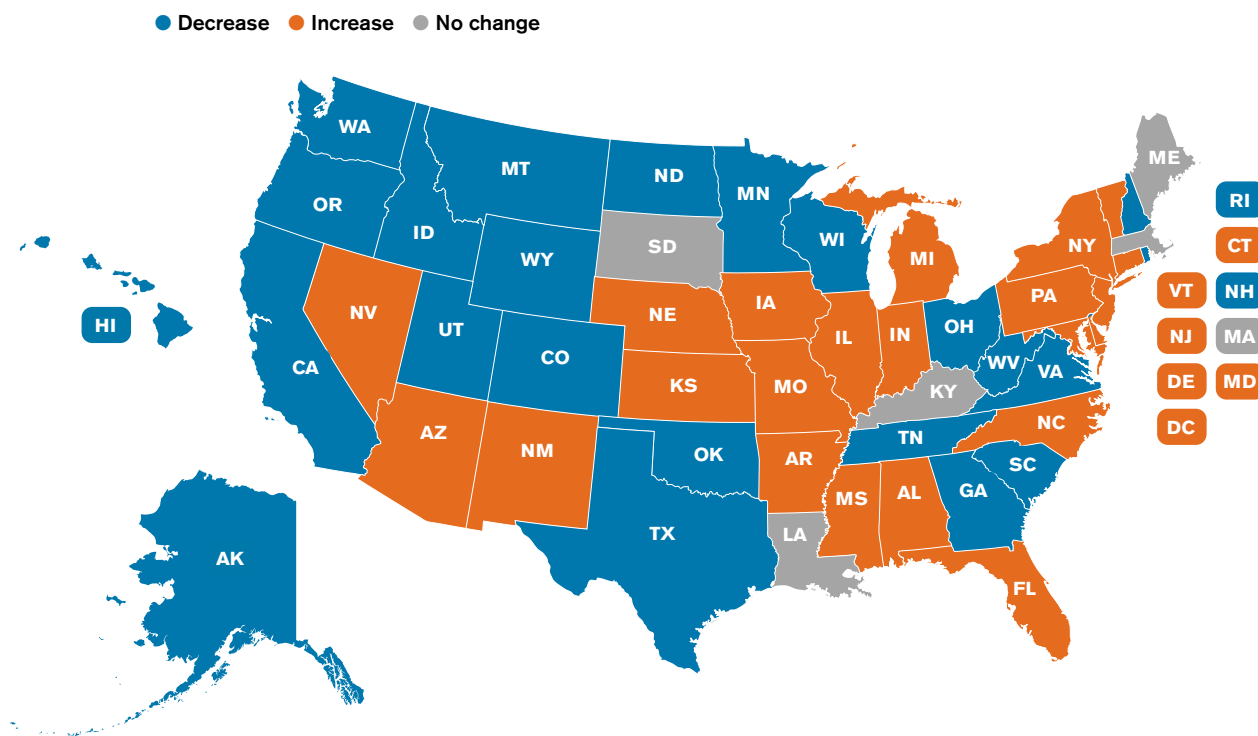 Decrease Increase No change
WA
MT
ND
MN
ME
OR
ID
WY
SD
WI
MI
NY
RI
CT
VT NH
NJ MA
DE MD
DC
HI
NV
UT
CO
NE
IA
IL
IN
OH
PA
CA
KS
MO
KY
WV
VA
AZ
NM
OK
AR
TN
NC
SC
MS
AL
GA
TX
LA
FL
AK